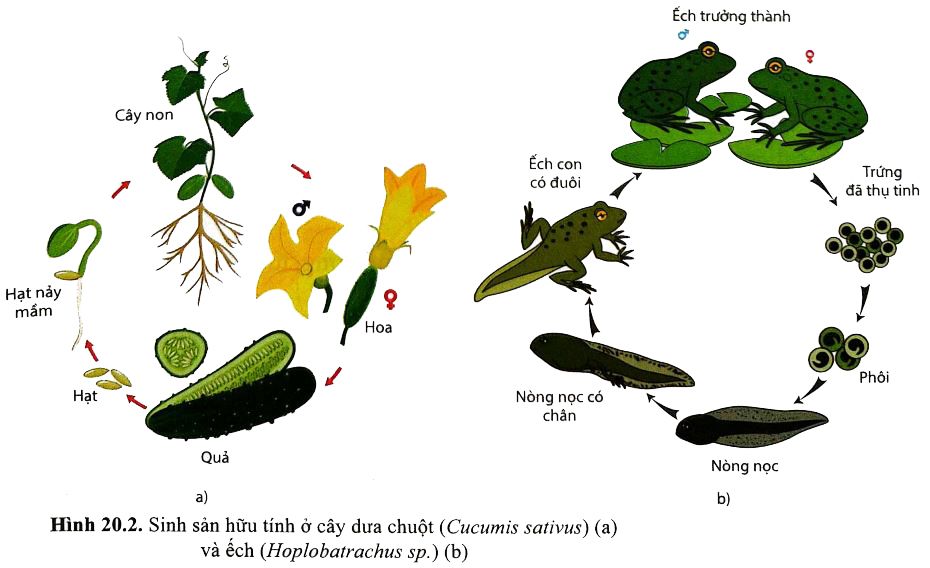 Cây non
Hạt nảy
mầm
Hạt
Quả
Hoa
♂
♀
a)
Ếch trưởng thành
♂
♀
Trứng
đã thụ tinh
Phôi
Nòng nọc
Nòng nọc có
chân
Ếch con
có đuôi
b)
Hình 20.2. Sinh sản hữu tính ở cây dưa chuột (Cucumis sativus) (a)
và ếch (Hoplobatrachus sp.) (b)